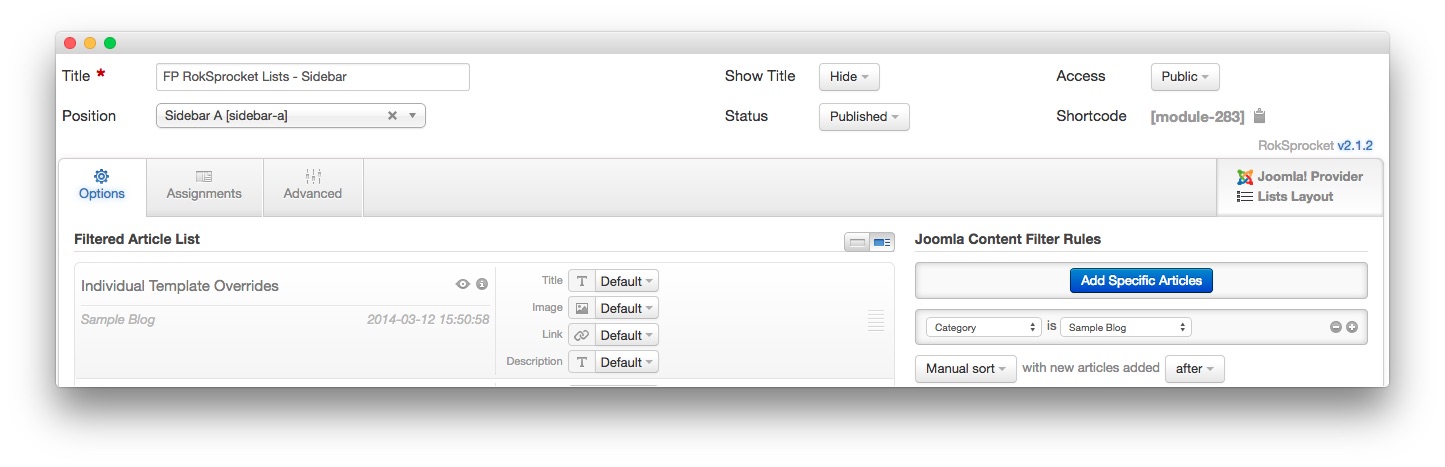 Title * FP RokSprocket Lists - Sidebar Show Title Hide Access Public
Position Sidebar A [sidebar-a] Status Published Shortcode [module-283]
RokSprocket v2.1.2
Options Assignments Advanced
Joomla! Provider
Lists Layout
Filtered Article List
Individual Template Overrides
Sample Blog 2014-03-12 15:50:58
Title T Default
Image Default
Link Default
Description T Default
Joomla Content Filter Rules
Add Specific Articles
Category is Sample Blog
Manual sort with new articles added after